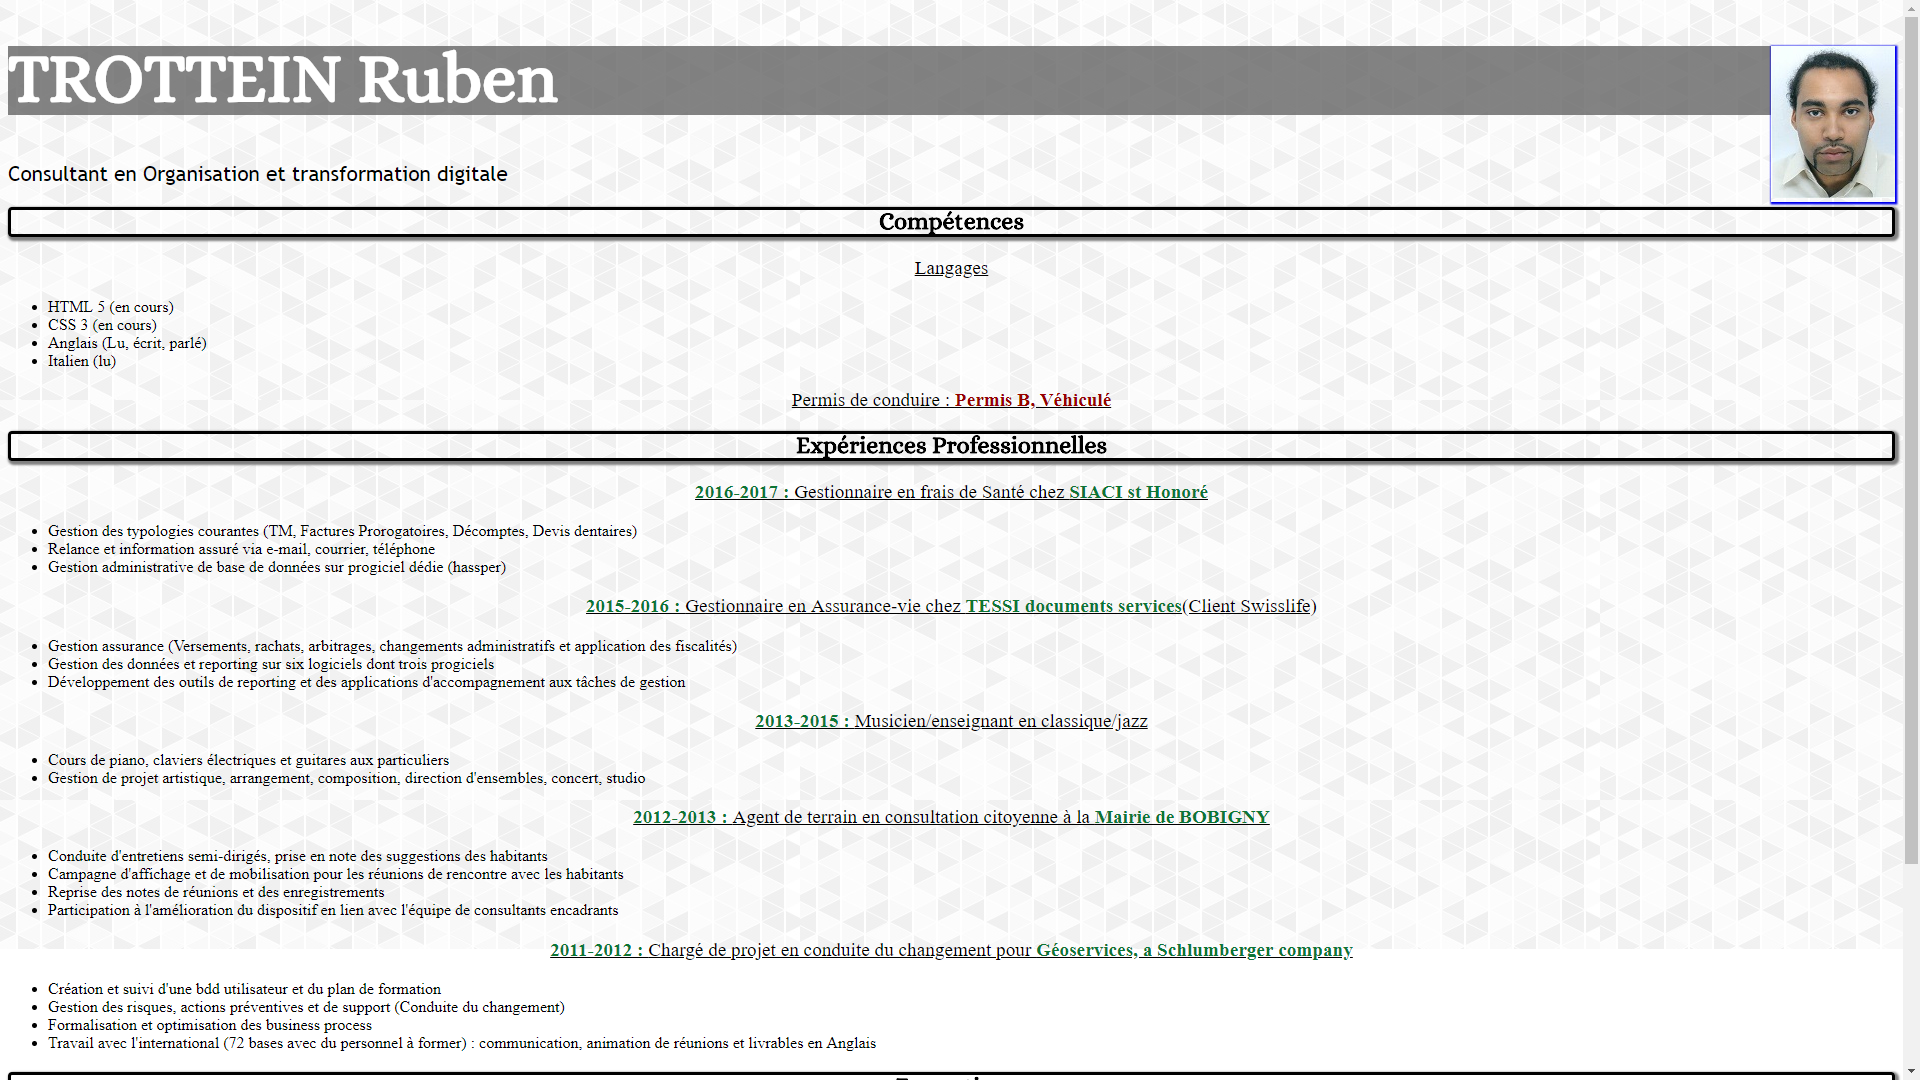 TROTTEIN Ruben
Consultant en Organisation et transformation digitale
Compétences
Langages
HTML 5 (en cours)
CSS 3 (en cours)
Anglais (Lu, écrit, parlé)
Italien (lu)
Permis de conduire : Permis B, Véhiculé
Expériences Professionnelles
2016-2017 : Gestionnaire en frais de Santé chez SIACI st Honoré
Gestion des typologies courantes (TM, Factures Prorogatoires, Décomptes, Devis dentaires)
Relance et information assuré via e-mail, courrier, téléphone
Gestion administrative de base de données sur progiciel dédie (hassper)
2015-2016 : Gestionnaire en Assurance-vie chez TESSI documents services(Client Swisslife)
Gestion assurance (Versements, rachats, arbitrages, changements administratifs et application des fiscalités)
Gestion des données et reporting sur six logiciels dont trois progiciels
Développement des outils de reporting et des applications d'accompagnement aux tâches de gestion
2013-2015 : Musicien/enseignant en classique/jazz
Cours de piano, claviers électriques et guitares aux particuliers
Gestion de projet artistique, arrangement, composition, direction d'ensembles, concert, studio
2012-2013 : Agent de terrain en consultation citoyenne à la Mairie de BOBIGNY
Conduite d'entretiens semi-dirigés, prise en note des suggestions des habitants
Campagne d'affichage et de mobilisation pour les réunions de rencontre avec les habitants
Reprise des notes de réunions et des enregistrements
Participation à l'amélioration du dispositif en lien avec l'équipe de consultants encadrants
2011-2012 : Chargé de projet en conduite du changement pour Géoservices, a Schlumberger company
Création et suivi d'une bdd utilisateur et du plan de formation
Gestion des risques, actions préventives et de support (Conduite du changement)
Formalisation et optimisation des business process
Travail avec l'international (72 bases avec du personnel à former) : communication, animation de réunions et livrables en Anglais